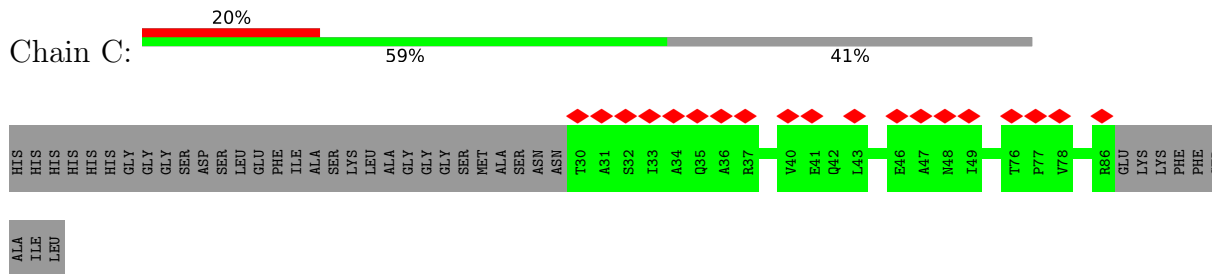 20%
Chain C:
59% 41%
HIS HIS HIS HIS HIS HIS GLY GLY GLY SER ASP SER LEU GLU PHE ILE ALA SER LYS LEU ALA GLY GLY GLY SER MET ALA SER ASN ASN T30 A31 S32 I33 A34 Q35 A36 R37 V40 E41 Q42 L43 E46 A47 N48 I49 T76 P77 V78 R86 GLU LYS LYS PHE PHE
ALA ILE LEU